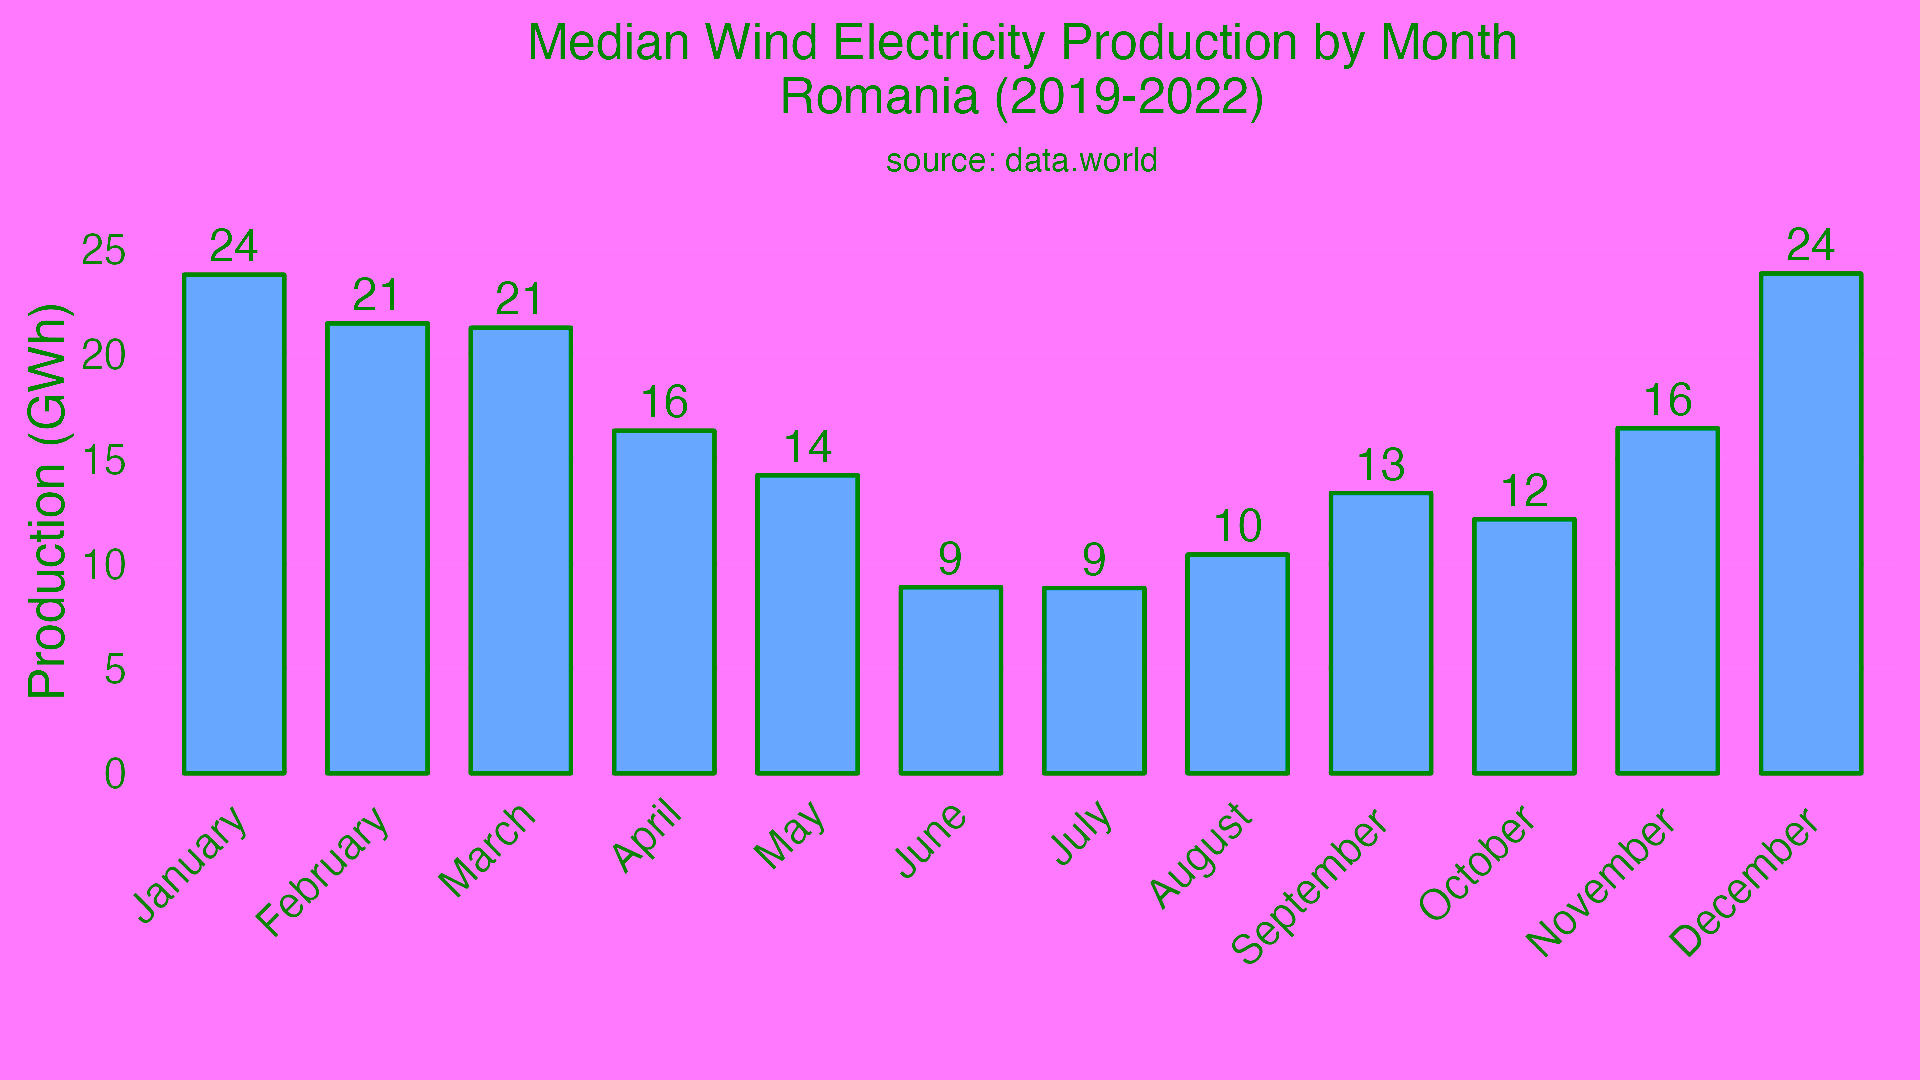 Median Wind Electricity Production by Month
Romania (2019-2022)
source: data.world
Production (GWh)
25
20
15
10
5
0
24
21
21
16
14
9
9
10
13
12
16
24
January
February
March
April
May
June
July
August
September
October
November
December